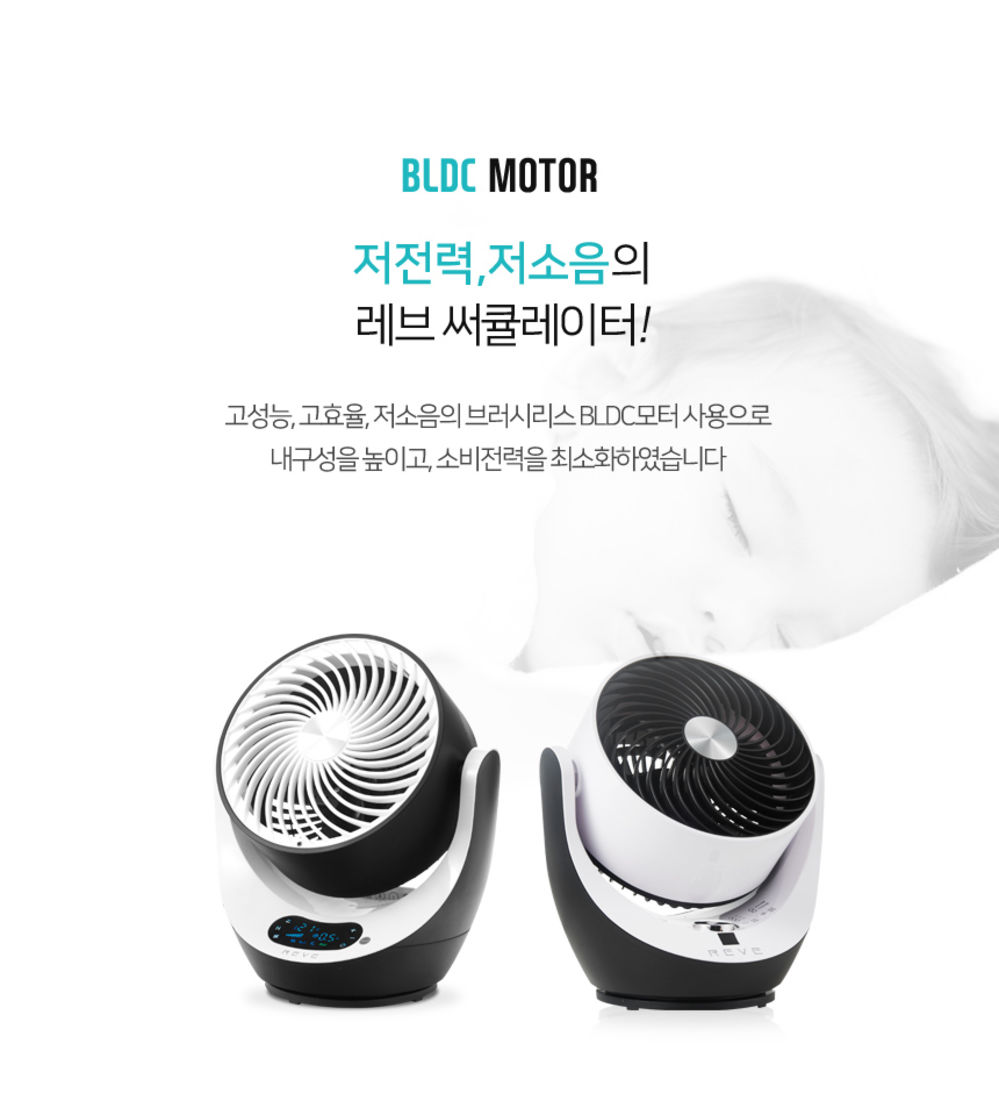 BLDC MOTOR
저전력,저소음의
레브 써큘레이터!
고성능, 고효율, 저소음의 브러시리스 BLDC모터 사용으로
내구성을 높이고, 소비전력을 최소화하였습니다
REVE
REVE